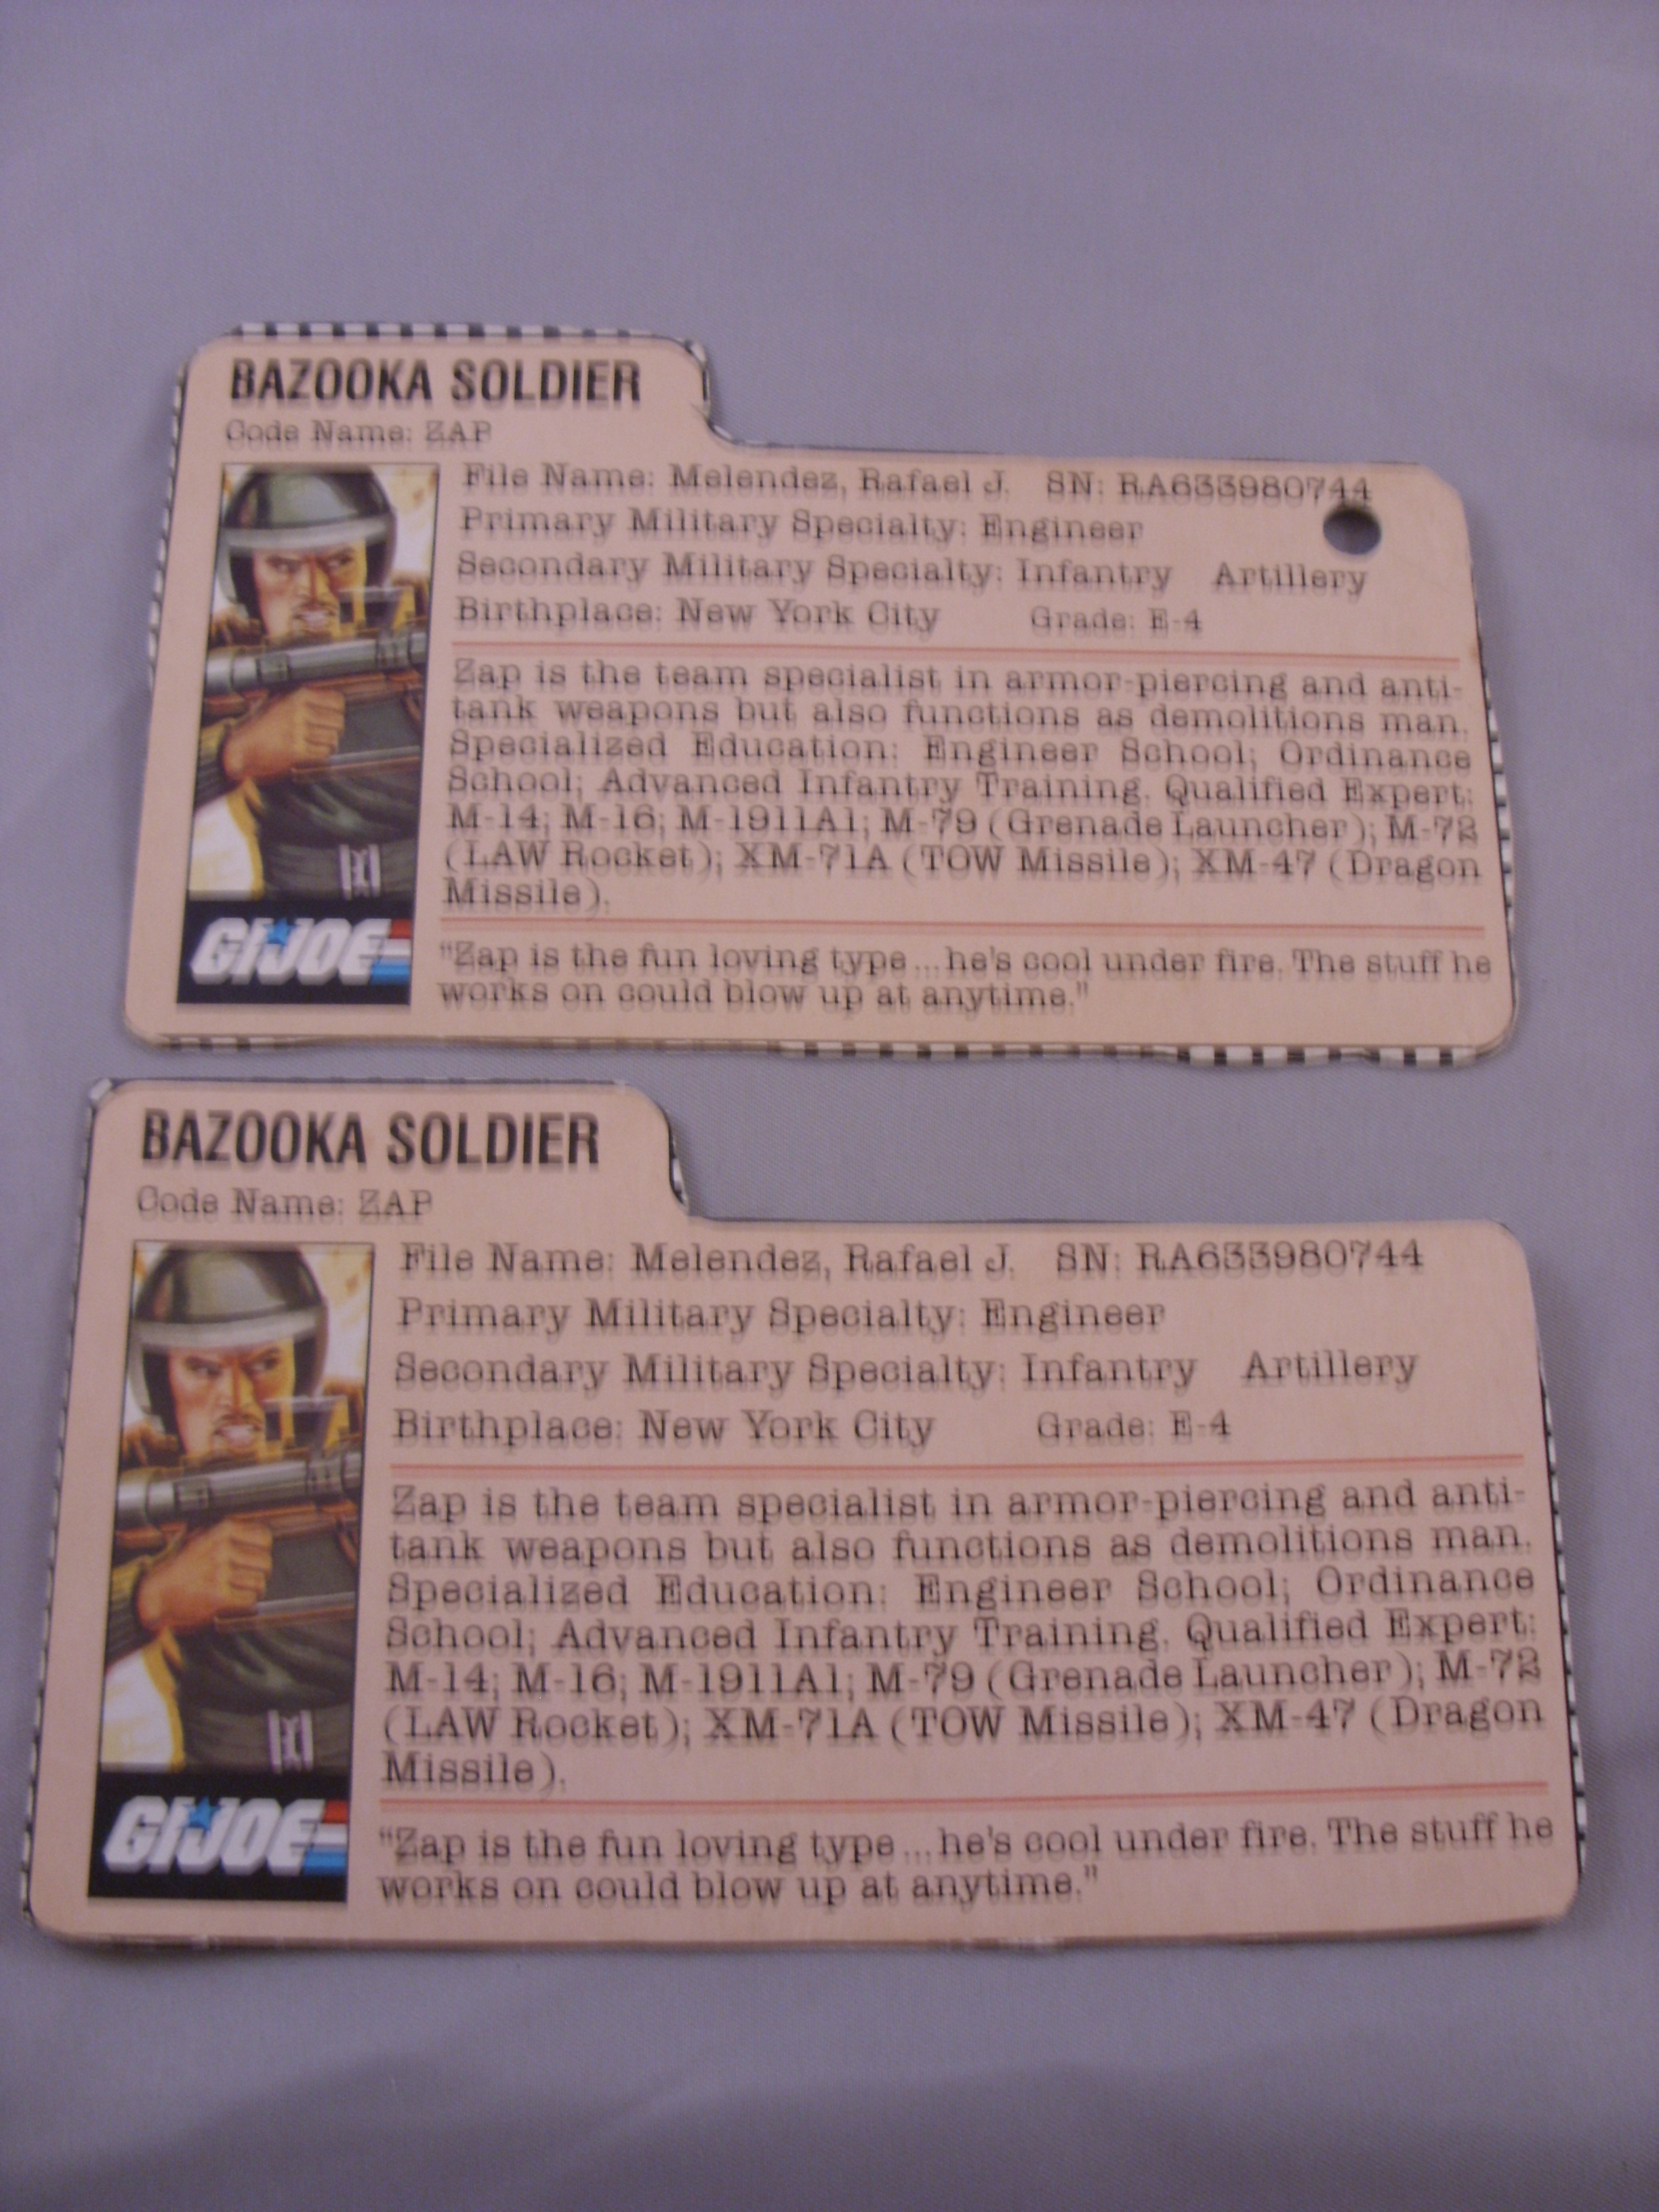 BAZOOKA SOLDIER
Code Name: ZAP
File Name: Melendez, Rafael J. SN: RA633980744
Primary Military Specialty: Engineer
Secondary Military Specialty: Infantry Artillery
Birthplace: New York City Grade: E-4
Zap is the team specialist in armor-piercing and anti-
tank weapons but also functions as demolitions man.
Specialized Education: Engineer School; Ordinance
School; Advanced Infantry Training. Qualified Expert:
M-14; M-16; M-1911A1; M-79 (Grenade Launcher); M-72
(LAW Rocket); XM-71A (TOW Missile); XM-47 (Dragon
Missile).
GI JOE
"Zap is the fun loving type...he's cool under fire. The stuff he
works on could blow up at anytime."
BAZOOKA SOLDIER
Code Name: ZAP
File Name: Melendez, Rafael J. SN: RA633980744
Primary Military Specialty: Engineer
Secondary Military Specialty: Infantry Artillery
Birthplace: New York City Grade: E-4
Zap is the team specialist in armor-piercing and anti-
tank weapons but also functions as demolitions man.
Specialized Education: Engineer School; Ordinance
School; Advanced Infantry Training. Qualified Expert:
M-14; M-16; M-1911A1; M-79 (Grenade Launcher); M-72
(LAW Rocket); XM-71A (TOW Missile); XM-47 (Dragon
Missile).
GI JOE
"Zap is the fun loving type...he's cool under fire. The stuff he
works on could blow up at anytime."